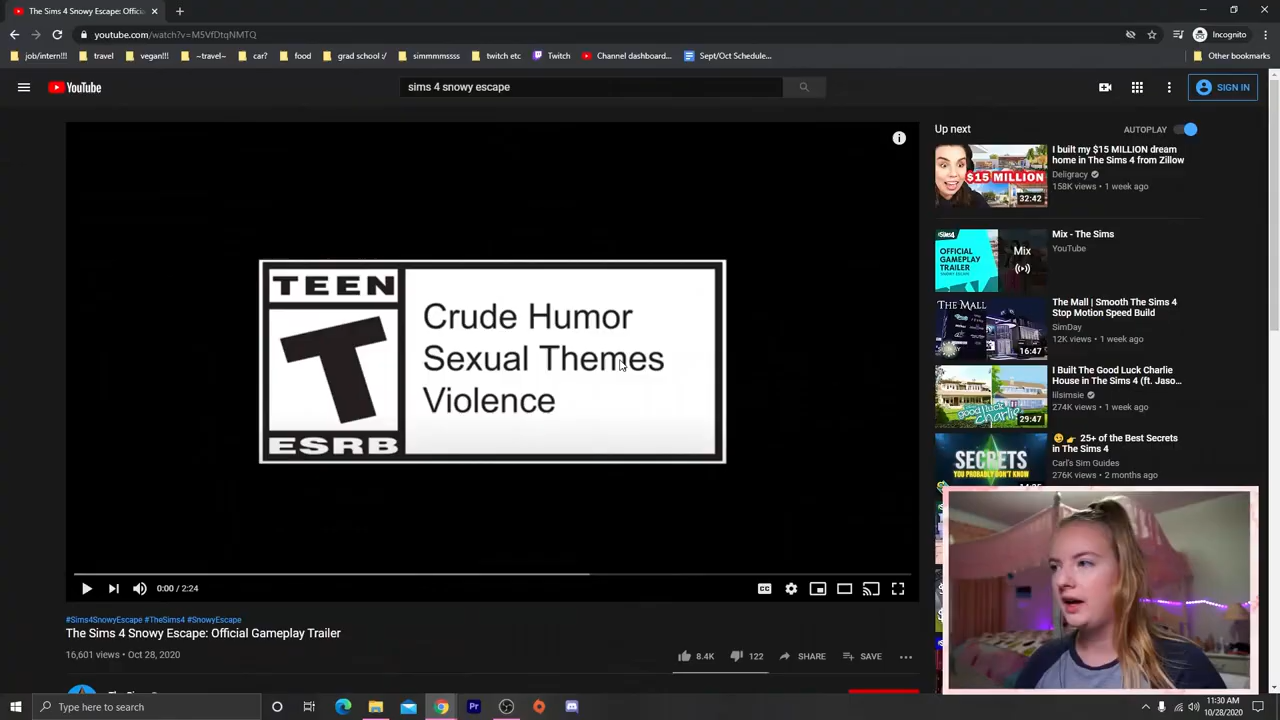 The Sims 4 Snowy Escape: Offici
youtube.com/watch?v=M5VfDtqNMTQ
Incognito
job/intern!!!
travel
vegan!!!
~travel~
car?
food
grad school :/
simmmmssss
twitch etc
Twitch
Channel dashboard...
Sept/Oct Schedule...
Other bookmarks
YouTube
sims 4 snowy escape
SIGN IN
TEEN
T
ESRB
Crude Humor
Sexual Themes
Violence
0:00 / 2:24
CC
#Sims4SnowyEscape #TheSims4 #SnowyEscape
The Sims 4 Snowy Escape: Official Gameplay Trailer
16,601 views • Oct 28, 2020
8.4K
122
SHARE
SAVE
Up next
AUTOPLAY
$15 MILLION
32:42
I built my $15 MILLION dream
home in The Sims 4 from Zillow
Deligracy
158K views • 1 week ago
OFFICIAL
GAMEPLAY
TRAILER
Mix
Mix - The Sims
YouTube
THE MALL
16:47
The Mall | Smooth The Sims 4
Stop Motion Speed Build
SimDay
12K views • 1 week ago
good luck
Charlie
29:47
I Built The Good Luck Charlie
House in The Sims 4 (ft. Jaso...
lilsimsie
274K views • 1 week ago
SECRETS
YOU PROBABLY DON'T KNOW
25+ of the Best Secrets
in The Sims 4
Carl's Sim Guides
276K views • 2 months ago
Type here to search
Pr
11:30 AM
10/28/2020